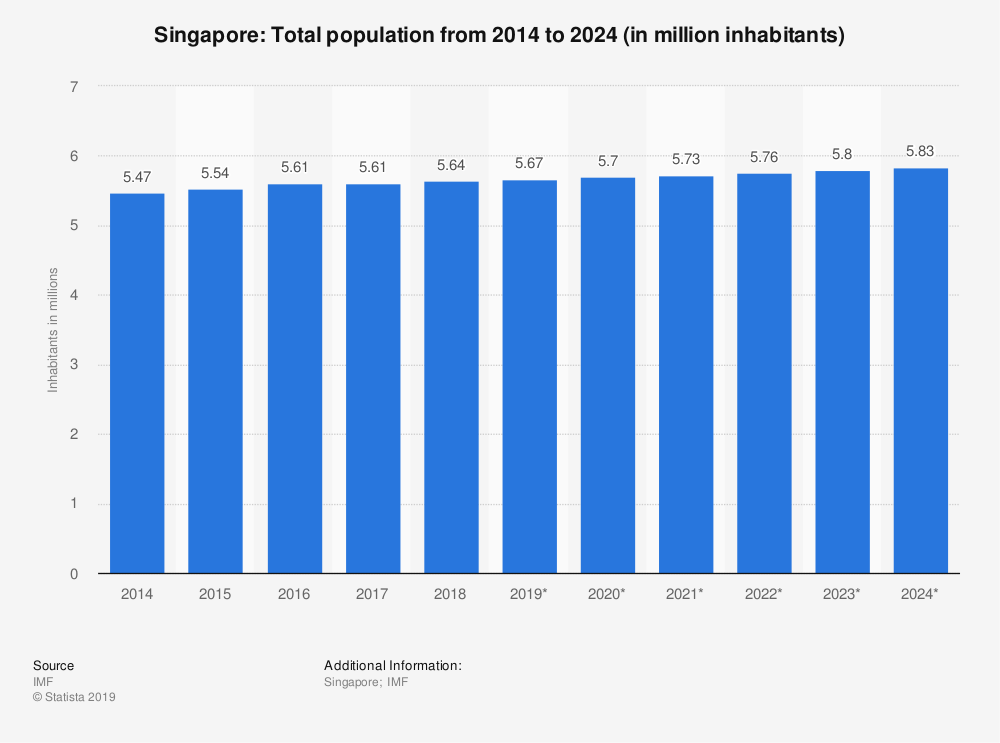 Singapore: Total population from 2014 to 2024 (in million inhabitants)
7
6
5
4
3
2
1
0
Inhabitants in millions
5.47 5.54 5.61 5.61 5.64 5.67 5.7 5.73 5.76 5.8 5.83
2014 2015 2016 2017 2018 2019* 2020* 2021* 2022* 2023* 2024*
Source
IMF
© Statista 2019
Additional Information:
Singapore; IMF